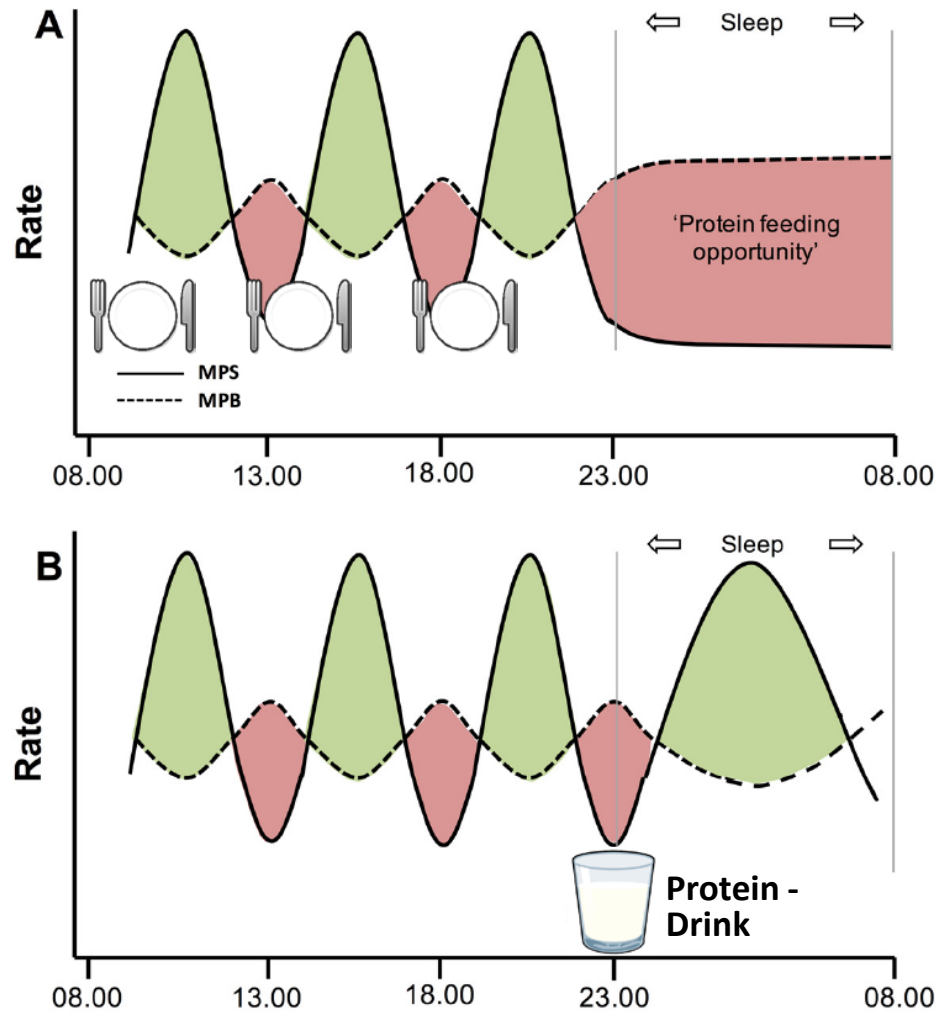 A
Sleep
Rate
‘Protein feeding
opportunity’
MPS
MPB
08.00 13.00 18.00 23.00 08.00
B
Sleep
Rate
Protein -
Drink
08.00 13.00 18.00 23.00 08.00